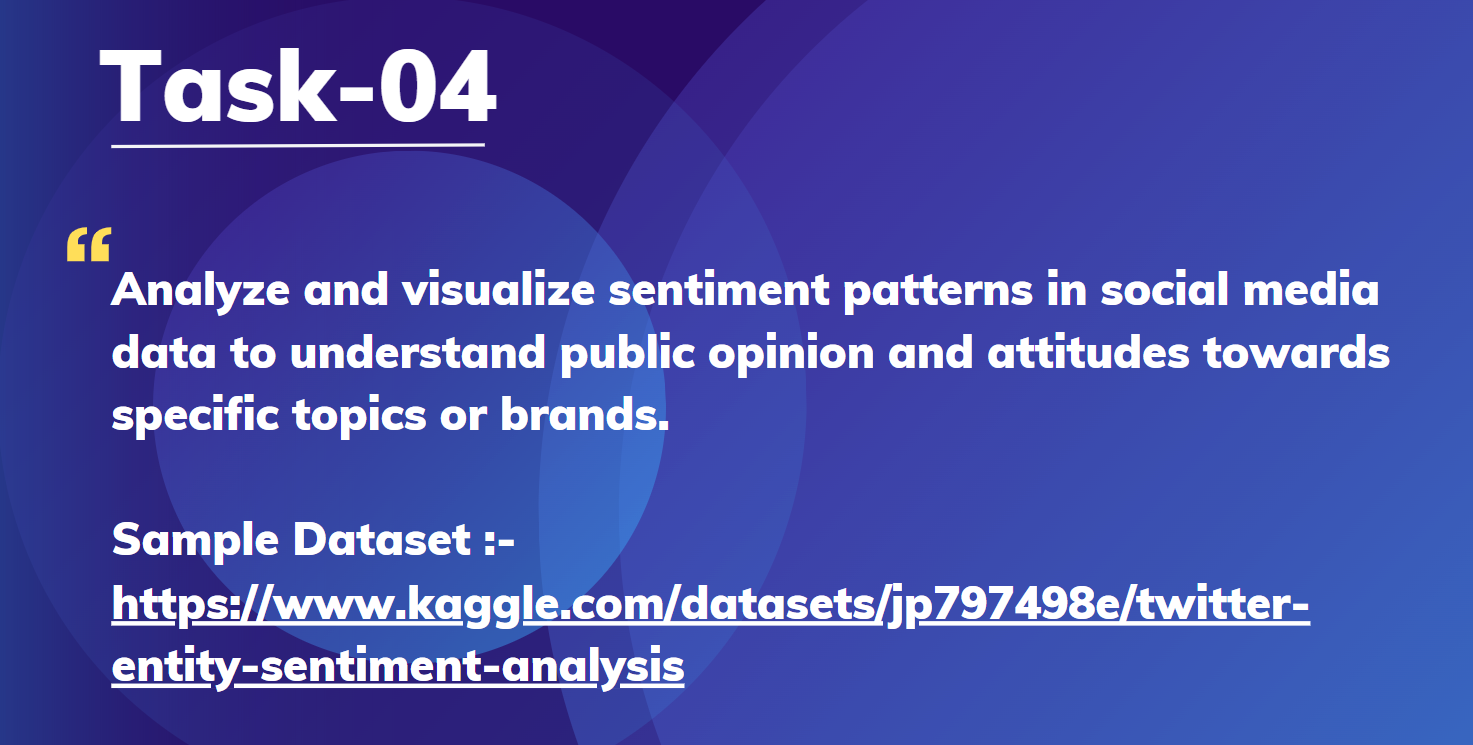 Task-04
“
Analyze and visualize sentiment patterns in social media
data to understand public opinion and attitudes towards
specific topics or brands.
Sample Dataset :-
https://www.kaggle.com/datasets/jp797498e/twitter-
entity-sentiment-analysis